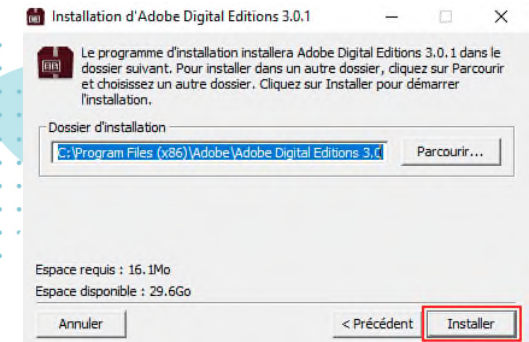 Installation d'Adobe Digital Editions 3.0.1
Le programme d'installation installera Adobe Digital Editions 3.0.1 dans le
dossier suivant. Pour installer dans un autre dossier, cliquez sur Parcourir
et choisissez un autre dossier. Cliquez sur Installer pour démarrer
l'installation.
Dossier d'installation
C:\Program Files (x86)\Adobe\Adobe Digital Editions 3.0 Parcourir...
Espace requis : 16.1Mo
Espace disponible : 29.6Go
Annuler < Précédent Installer